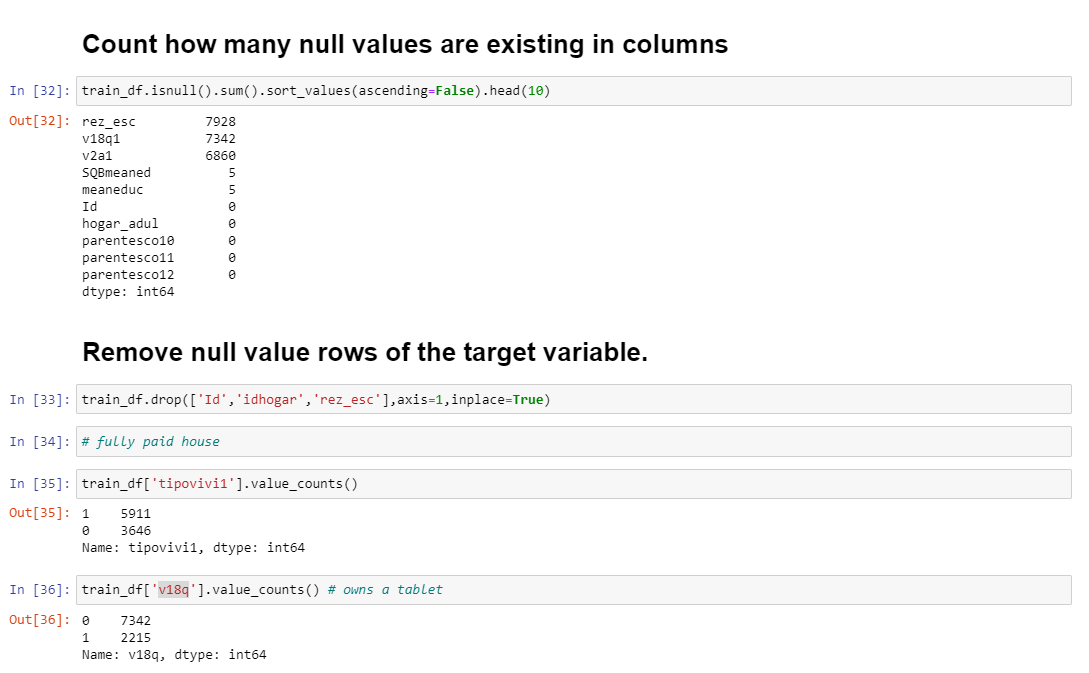 Count how many null values are existing in columns
In [32]: train_df.isnull().sum().sort_values(ascending=False).head(10)
Out[32]: rez_esc 7928
v18q1 7342
v2a1 6860
SQBmeaned 5
meaneduc 5
Id 0
hogar_adul 0
parentesco10 0
parentesco11 0
parentesco12 0
dtype: int64
Remove null value rows of the target variable.
In [33]: train_df.drop(['Id','idhogar','rez_esc'],axis=1,inplace=True)
In [34]: # fully paid house
In [35]: train_df['tipovivi1'].value_counts()
Out[35]: 1 5911
0 3646
Name: tipovivi1, dtype: int64
In [36]: train_df['v18q'].value_counts() # owns a tablet
Out[36]: 0 7342
1 2215
Name: v18q, dtype: int64